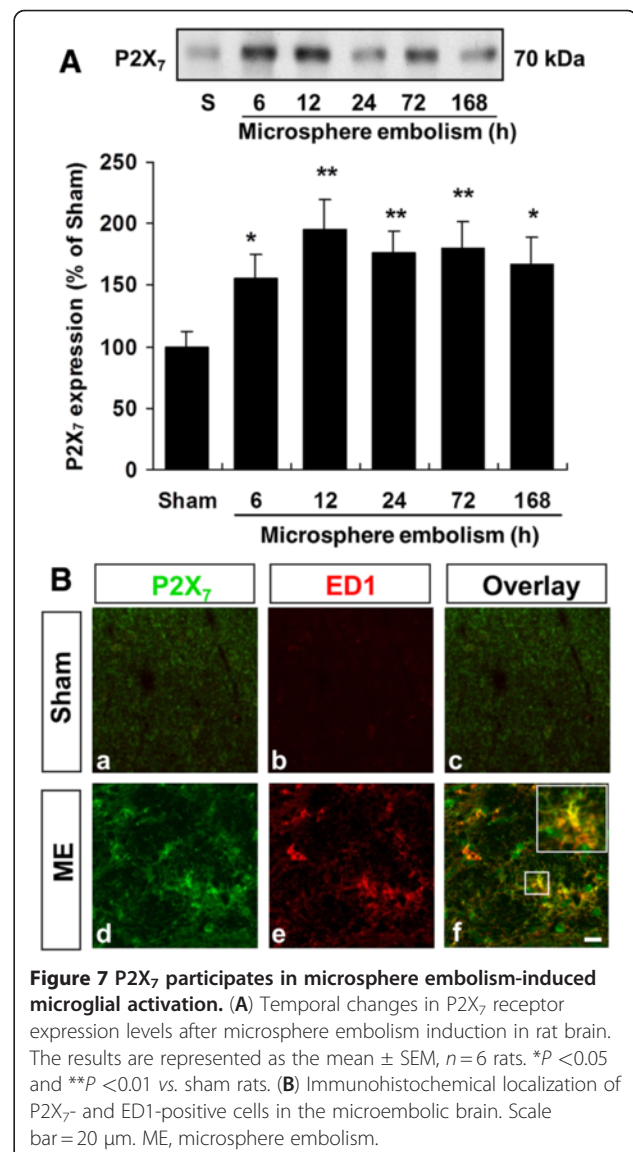 A
P2X₇
70 kDa
S 6 12 24 72 168
Microsphere embolism (h)
P2X₇ expression (% of Sham)
250
200
150
100
50
0
* ** ** ** *
Sham 6 12 24 72 168
Microsphere embolism (h)
B
P2X₇ ED1 Overlay
Sham
a b c
ME
d e f
Figure 7 P2X₇ participates in microsphere embolism-induced
microglial activation. (A) Temporal changes in P2X₇ receptor
expression levels after microsphere embolism induction in rat brain.
The results are represented as the mean ± SEM, n = 6 rats. *P <0.05
and **P <0.01 vs. sham rats. (B) Immunohistochemical localization of
P2X₇- and ED1-positive cells in the microembolic brain. Scale
bar = 20 μm. ME, microsphere embolism.